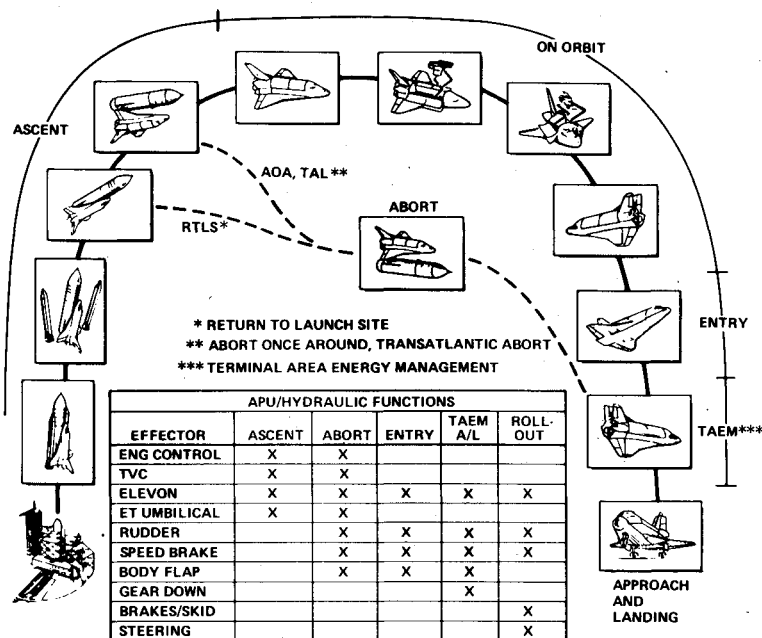 ON ORBIT
ASCENT
AOA, TAL **
ABORT
RTLS*
* RETURN TO LAUNCH SITE
** ABORT ONCE AROUND, TRANSATLANTIC ABORT
*** TERMINAL AREA ENERGY MANAGEMENT
ENTRY
TAEM***
APU/HYDRAULIC FUNCTIONS
EFFECTOR ASCENT ABORT ENTRY TAEM A/L ROLL-OUT
ENG CONTROL X X
TVC X X
ELEVON X X X X X
ET UMBILICAL X X
RUDDER X X X X
SPEED BRAKE X X X X
BODY FLAP X X X
GEAR DOWN X
BRAKES/SKID X
STEERING X
APPROACH
AND
LANDING